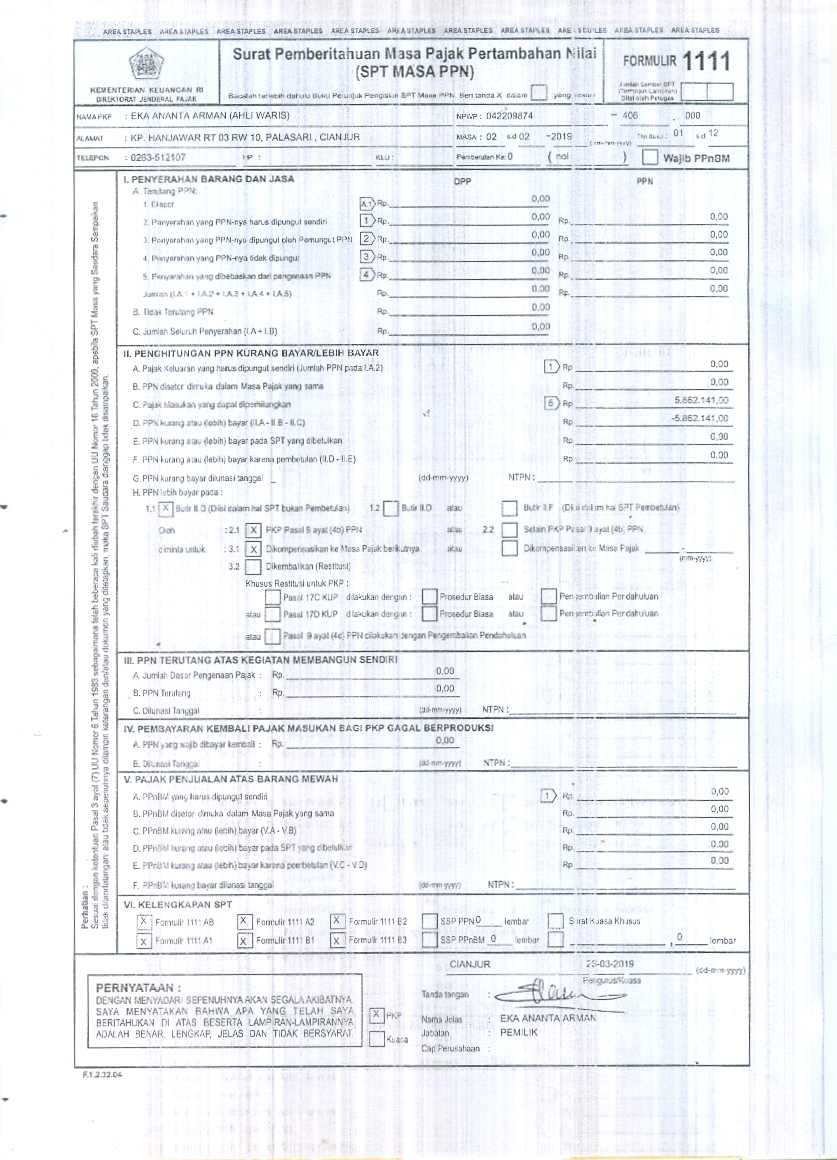 AREA STAPLES AREA STAPLES AREA STAPLES AREA STAPLES AREA STAPLES AREA STAPLES AREA STAPLES AREA STAPLES AREA STAPLES AREA STAPLES AREA STAPLES
KEMENTERIAN KEUANGAN RI
DIREKTORAT JENDERAL PAJAK
Surat Pemberitahuan Masa Pajak Pertambahan Nilai
(SPT MASA PPN)
Bacalah terlebih dahulu Buku Petunjuk Pengisian SPT Masa PPN. Beri tanda X dalam yang sesuai
FORMULIR 1111
Jumlah Lembar SPT
(Termasuk Lampiran)
Diisi oleh Petugas
NAMA PKP : EKA ANANTA ARMAN (AHLI WARIS) NPWP : 042209874 - 406 . 000
ALAMAT : KP. HANJAWAR RT 03 RW 10, PALASARI , CIANJUR MASA : 02 s.d 02 -2019 (mm-mm-yyyy) Thn Buku : 01 s.d 12
TELEPON : 0263-512107 HP : KLU : Pembetulan Ke: 0 ( nol ) Wajib PPnBM
I. PENYERAHAN BARANG DAN JASA DPP PPN
A. Terutang PPN:
1. Ekspor A.1 Rp. 0,00
2. Penyerahan yang PPN-nya harus dipungut sendiri 1 Rp. 0,00 Rp. 0,00
3. Penyerahan yang PPN-nya dipungut oleh Pemungut PPN 2 Rp. 0,00 Rp. 0,00
4. Penyerahan yang PPN-nya tidak dipungut 3 Rp. 0,00 Rp. 0,00
5. Penyerahan yang dibebaskan dari pengenaan PPN 4 Rp. 0,00 Rp. 0,00
Jumlah (I.A.1 + I.A.2 + I.A.3 + I.A.4 + I.A.5) Rp. 0,00 Rp. 0,00
B. Tidak Terutang PPN Rp. 0,00
C. Jumlah Seluruh Penyerahan (I.A + I.B) Rp. 0,00
II. PENGHITUNGAN PPN KURANG BAYAR/LEBIH BAYAR
A. Pajak Keluaran yang harus dipungut sendiri (Jumlah PPN pada I.A.2) 1 Rp 0,00
B. PPN disetor dimuka dalam Masa Pajak yang sama Rp 0,00
C. Pajak Masukan yang dapat diperhitungkan 5 Rp 5.862.141,00
D. PPN kurang atau (lebih) bayar (II.A - II.B - II.C) Rp -5.862.141,00
E. PPN kurang atau (lebih) bayar pada SPT yang dibetulkan Rp. 0,00
F. PPN kurang atau (lebih) bayar karena pembetulan (II.D - II.E) Rp. 0,00
G. PPN kurang bayar dilunasi tanggal (dd-mm-yyyy) NTPN :
H. PPN lebih bayar pada :
1.1 X Butir II.D (Diisi dalam hal SPT bukan Pembetulan) 1.2 Butir II.D atau Butir II.F (Diisi dalam hal SPT Pembetulan)
Oleh : 2.1 X PKP Pasal 9 ayat (4b) PPN atau 2.2 Selain PKP Pasal 9 ayat (4b) PPN
diminta untuk : 3.1 X Dikompensasikan ke Masa Pajak berikutnya atau Dikompensasikan ke Masa Pajak - (mm-yyyy)
3.2 Dikembalikan (Restitusi)
Khusus Restitusi untuk PKP :
Pasal 17C KUP dilakukan dengan : Prosedur Biasa atau Pengembalian Pendahuluan
atau Pasal 17D KUP dilakukan dengan : Prosedur Biasa atau Pengembalian Pendahuluan
atau Pasal 9 ayat (4c) PPN dilakukan dengan Pengembalian Pendahuluan
III. PPN TERUTANG ATAS KEGIATAN MEMBANGUN SENDIRI
A. Jumlah Dasar Pengenaan Pajak : Rp. 0,00
B. PPN Terutang : Rp. 0,00
C. Dilunasi Tanggal : (dd-mm-yyyy) NTPN :
IV. PEMBAYARAN KEMBALI PAJAK MASUKAN BAGI PKP GAGAL BERPRODUKSI
A. PPN yang wajib dibayar kembali : Rp. 0,00
B. Dilunasi Tanggal : (dd-mm-yyyy) NTPN :
V. PAJAK PENJUALAN ATAS BARANG MEWAH
A. PPnBM yang harus dipungut sendiri 1 Rp. 0,00
B. PPnBM disetor dimuka dalam Masa Pajak yang sama Rp. 0,00
C. PPnBM kurang atau (lebih) bayar (V.A - V.B) Rp. 0,00
D. PPnBM kurang atau (lebih) bayar pada SPT yang dibetulkan Rp. 0,00
E. PPnBM kurang atau (lebih) bayar karena pembetulan (V.C - V.D) Rp. 0,00
F. PPnBM kurang bayar dilunasi tanggal (dd-mm-yyyy) NTPN :
VI. KELENGKAPAN SPT
X Formulir 1111 AB X Formulir 1111 A2 X Formulir 1111 B2 SSP PPN 0 lembar Surat Kuasa Khusus
X Formulir 1111 A1 X Formulir 1111 B1 X Formulir 1111 B3 SSP PPnBM 0 lembar , 0 lembar
Perhatian :
Sesuai dengan ketentuan Pasal 3 ayat (7) UU Nomor 6 Tahun 1983 sebagaimana telah beberapa kali diubah terakhir dengan UU Nomor 16 Tahun 2009, apabila SPT Masa yang Saudara Sampaikan
tidak ditandatangani atau tidak sepenuhnya dilampiri keterangan dan/atau dokumen yang ditetapkan, maka SPT Saudara dianggap tidak disampaikan.
PERNYATAAN :
DENGAN MENYADARI SEPENUHNYA AKAN SEGALA AKIBATNYA,
SAYA MENYATAKAN BAHWA APA YANG TELAH SAYA
BERITAHUKAN DI ATAS BESERTA LAMPIRAN-LAMPIRANNYA
ADALAH BENAR, LENGKAP, JELAS DAN TIDAK BERSYARAT.
X PKP
Kuasa
CIANJUR 23-03-2019 (dd-mm-yyyy)
Pengurus/Kuasa
Tanda tangan :
Nama Jelas : EKA ANANTA ARMAN
Jabatan : PEMILIK
Cap Perusahaan :
F.1.2.32.04